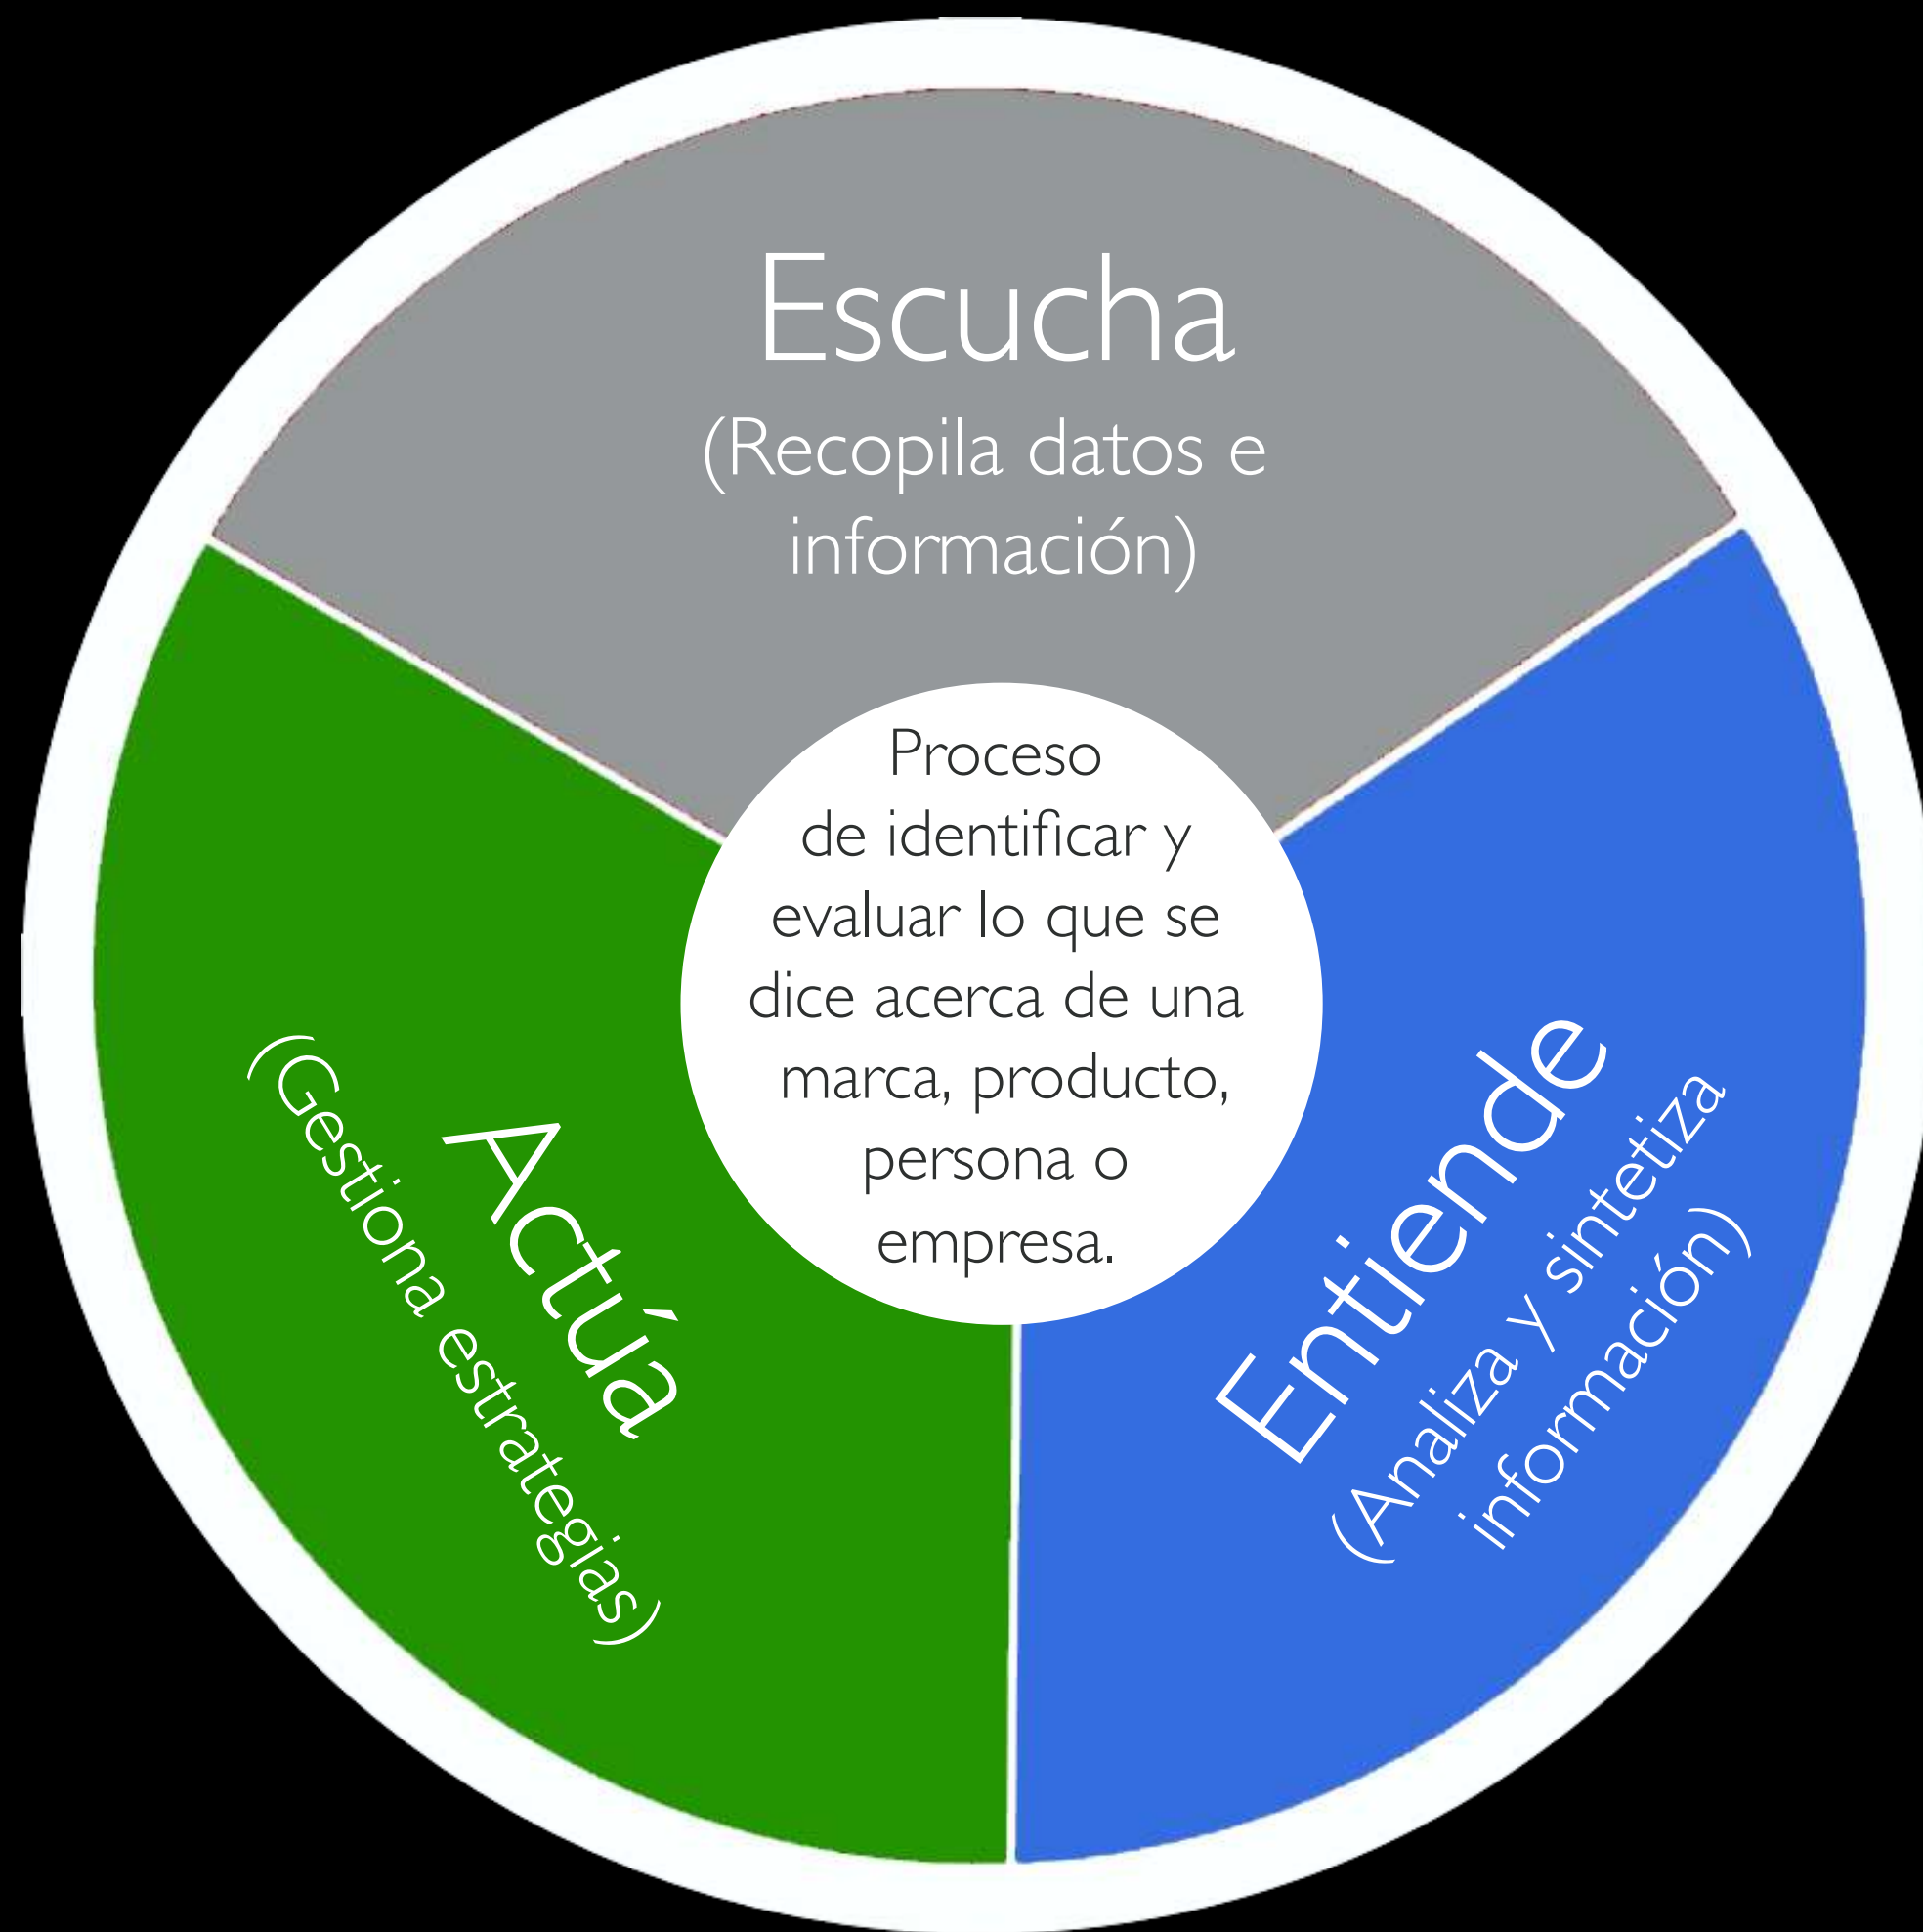 Escucha
(Recopila datos e
información)
Proceso
de identificar y
evaluar lo que se
dice acerca de una
marca, producto,
persona o
empresa.
Entiende
(Analiza y sintetiza
información)
Actúa
(Gestiona estrategias)